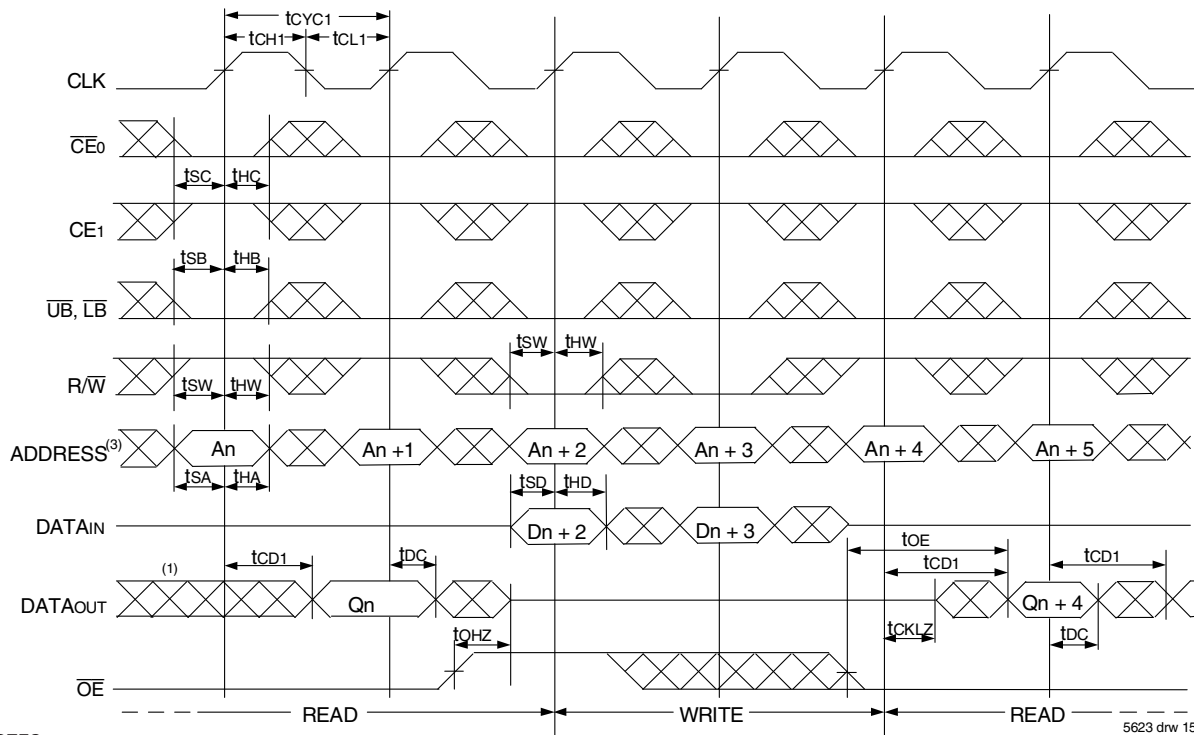 tCYC1
tCH1 tCL1
CLK
CE0
tSC tHC
CE1
tSB tHB
UB, LB
tSW tHW
R/W
tSW tHW
ADDRESS(3) An An +1 An + 2 An + 3 An + 4 An + 5
tSA tHA tSD tHD
DATAIN Dn + 2 Dn + 3
tOE
(1) tCD1 tDC tCD1 tCD1
DATAOUT Qn Qn + 4
tOHZ tCKLZ tDC
OE
READ WRITE READ
5623 drw 15